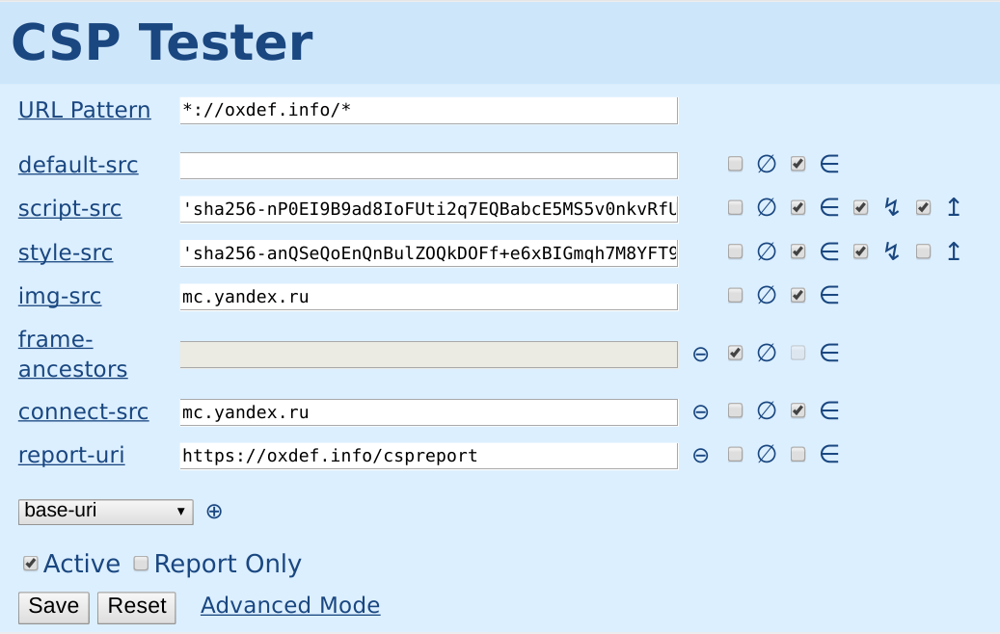 CSP Tester
URL Pattern *://oxdef.info/*
default-src ∅ ∈
script-src 'sha256-nP0EI9B9ad8IoFUti2q7EQBabcE5MS5v0nkvRfU ∅ ∈ ↯ ↥
style-src 'sha256-anQSeQoEnQnBulZOQkDOFf+e6xBIGmqh7M8YFT9 ∅ ∈ ↯ ↥
img-src mc.yandex.ru ∅ ∈
frame-
ancestors ⊖ ∅ ∈
connect-src mc.yandex.ru ⊖ ∅ ∈
report-uri https://oxdef.info/cspreport ⊖ ∅ ∈
base-uri ⊕
Active Report Only
Save Reset Advanced Mode